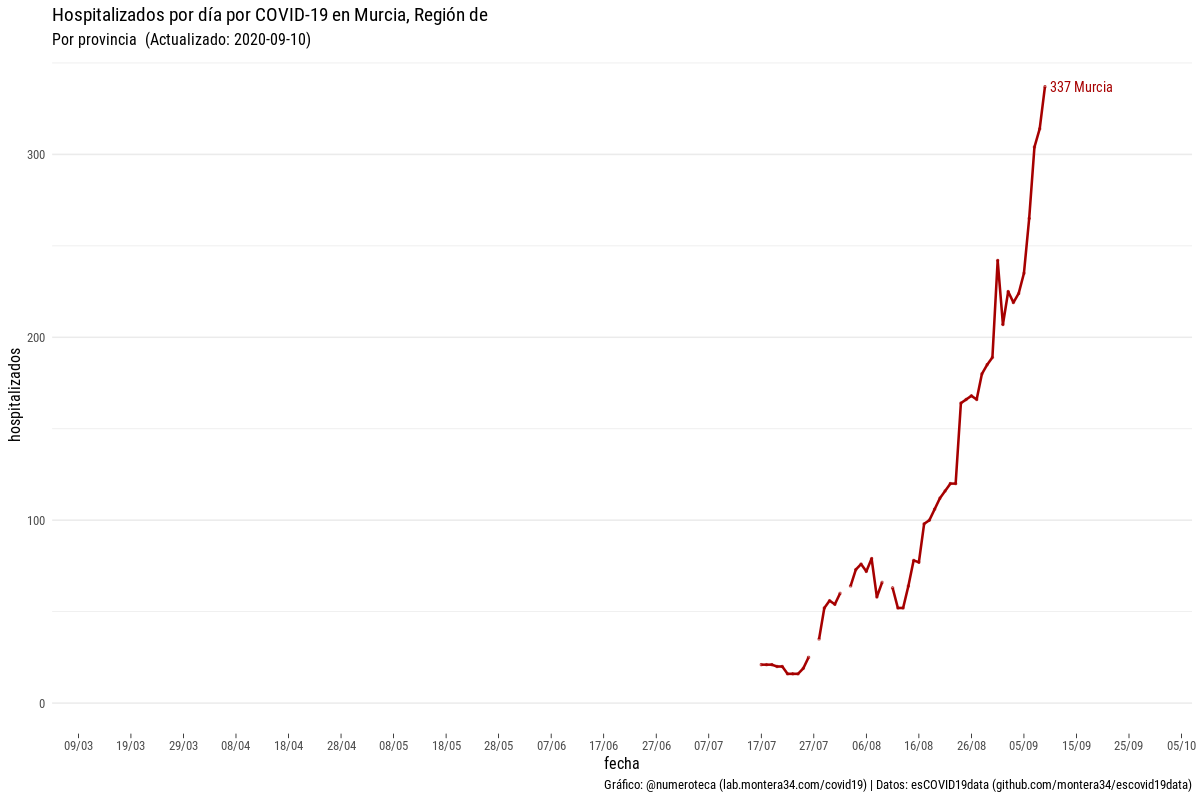 Hospitalizados por día por COVID-19 en Murcia, Región de
Por provincia  (Actualizado: 2020-09-10)
337 Murcia
300
200
100
0
hospitalizados
09/03 19/03 29/03 08/04 18/04 28/04 08/05 18/05 28/05 07/06 17/06 27/06 07/07 17/07 27/07 06/08 16/08 26/08 05/09 15/09 25/09 05/10
fecha
Gráfico: @numeroteca (lab.montera34.com/covid19) | Datos: esCOVID19data (github.com/montera34/escovid19data)